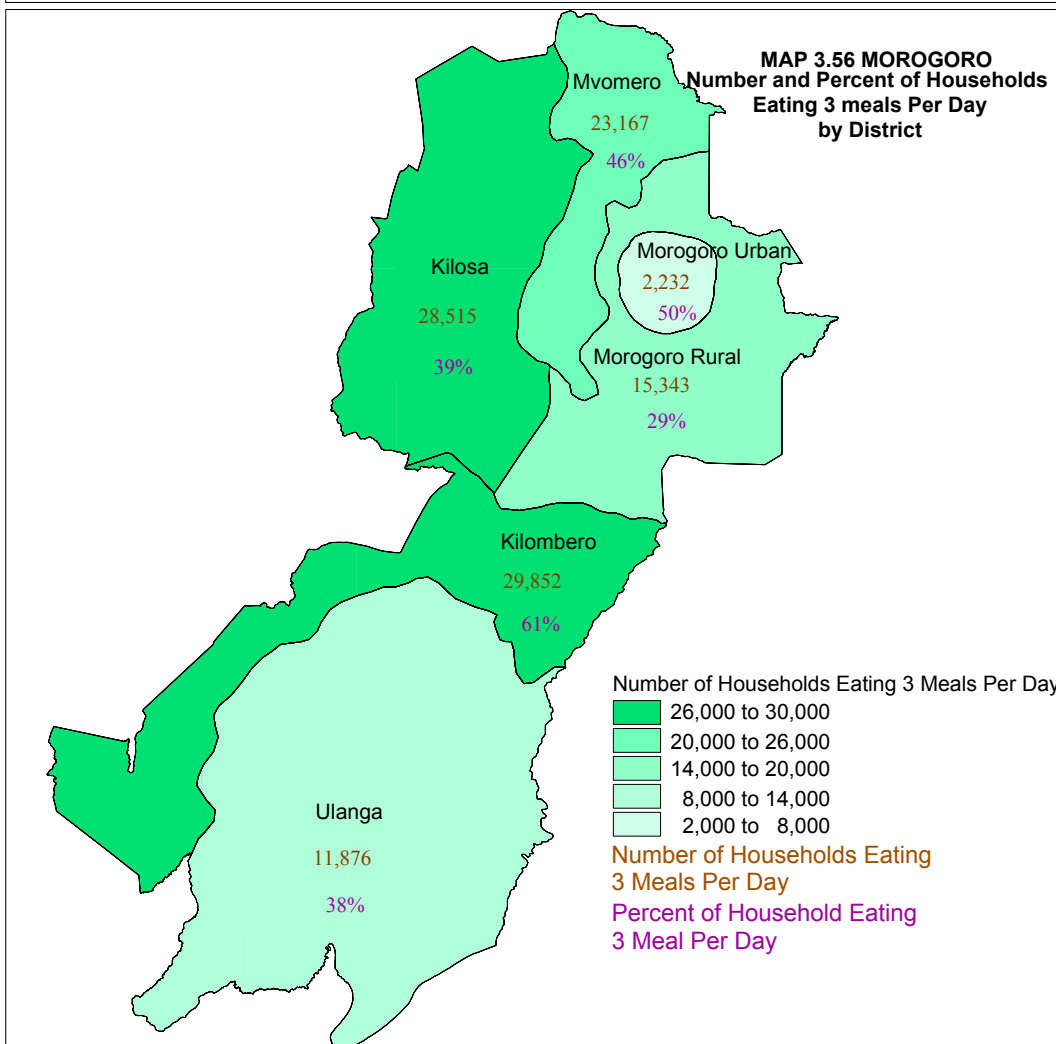 MAP 3.56 MOROGORO
Number and Percent of Households
Eating 3 meals Per Day
by District
Mvomero
23,167
46%
Morogoro Urban
2,232
50%
Kilosa
28,515
39%
Morogoro Rural
15,343
29%
Kilombero
29,852
61%
Ulanga
11,876
38%
Number of Households Eating 3 Meals Per Day
26,000 to 30,000
20,000 to 26,000
14,000 to 20,000
8,000 to 14,000
2,000 to 8,000
Number of Households Eating
3 Meals Per Day
Percent of Household Eating
3 Meal Per Day